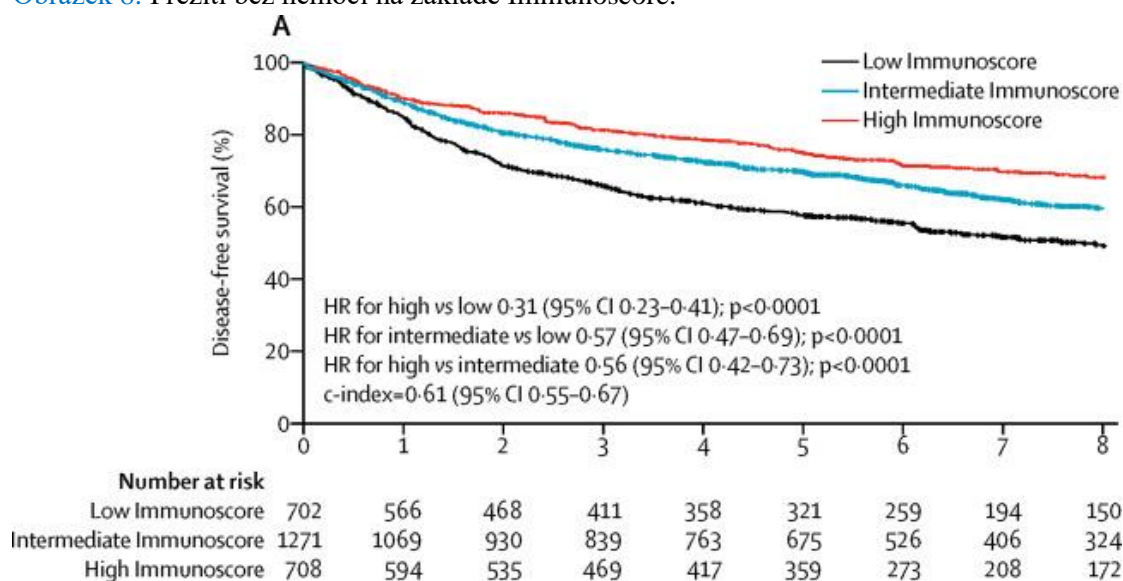 Obrázek 8: Přežití bez nemoci na základě Immunoscore.
A
100
80
60
40
20
0
Disease-free survival (%)
Low Immunoscore
Intermediate Immunoscore
High Immunoscore
HR for high vs low 0·31 (95% CI 0·23–0·41); p<0·0001
HR for intermediate vs low 0·57 (95% CI 0·47–0·69); p<0·0001
HR for high vs intermediate 0·56 (95% CI 0·42–0·73); p<0·0001
c-index=0·61 (95% CI 0·55–0·67)
0 1 2 3 4 5 6 7 8
Number at risk
Low Immunoscore 702 566 468 411 358 321 259 194 150
Intermediate Immunoscore 1271 1069 930 839 763 675 526 406 324
High Immunoscore 708 594 535 469 417 359 273 208 172